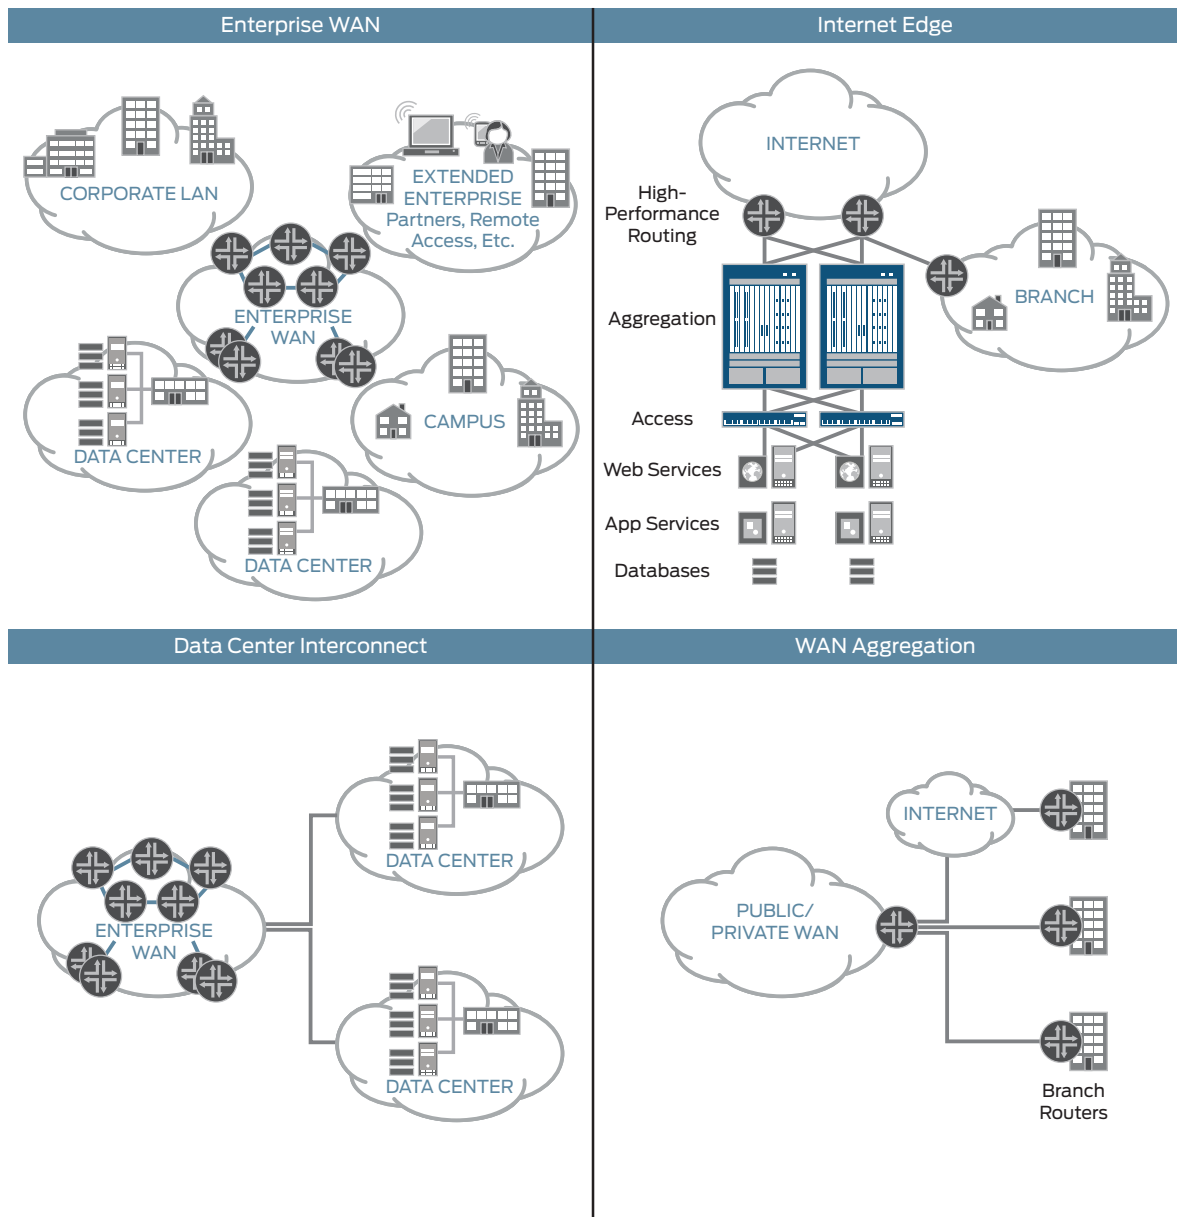 Enterprise WAN
CORPORATE LAN
EXTENDED
ENTERPRISE
Partners, Remote
Access, Etc.
ENTERPRISE
WAN
DATA CENTER
CAMPUS
DATA CENTER
Internet Edge
INTERNET
High-
Performance
Routing
BRANCH
Aggregation
Access
Web Services
App Services
Databases
Data Center Interconnect
DATA CENTER
ENTERPRISE
WAN
DATA CENTER
WAN Aggregation
INTERNET
PUBLIC/
PRIVATE WAN
Branch
Routers